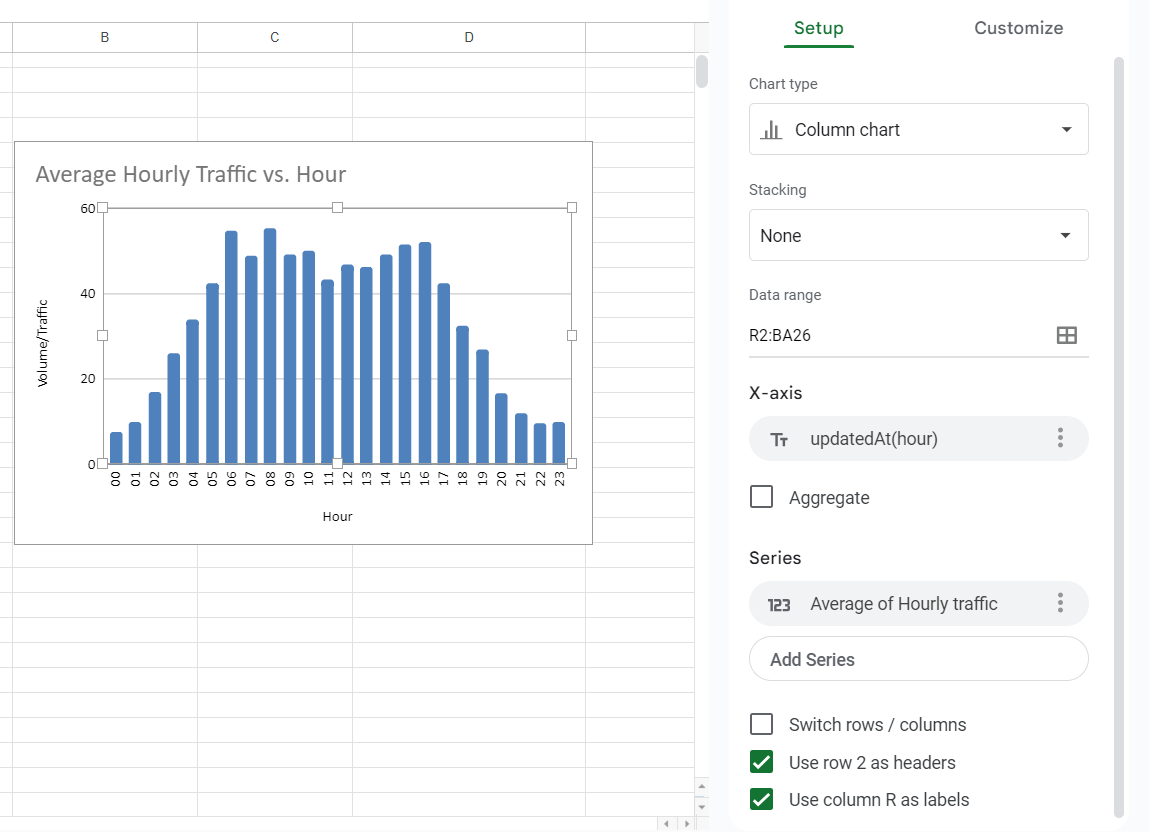 B C D
Average Hourly Traffic vs. Hour
Volume/Traffic
60
40
20
0
00 01 02 03 04 05 06 07 08 09 10 11 12 13 14 15 16 17 18 19 20 21 22 23
Hour
Setup Customize
Chart type
Column chart
Stacking
None
Data range
R2:BA26
X-axis
Tт updatedAt(hour)
Aggregate
Series
123 Average of Hourly traffic
Add Series
Switch rows / columns
Use row 2 as headers
Use column R as labels